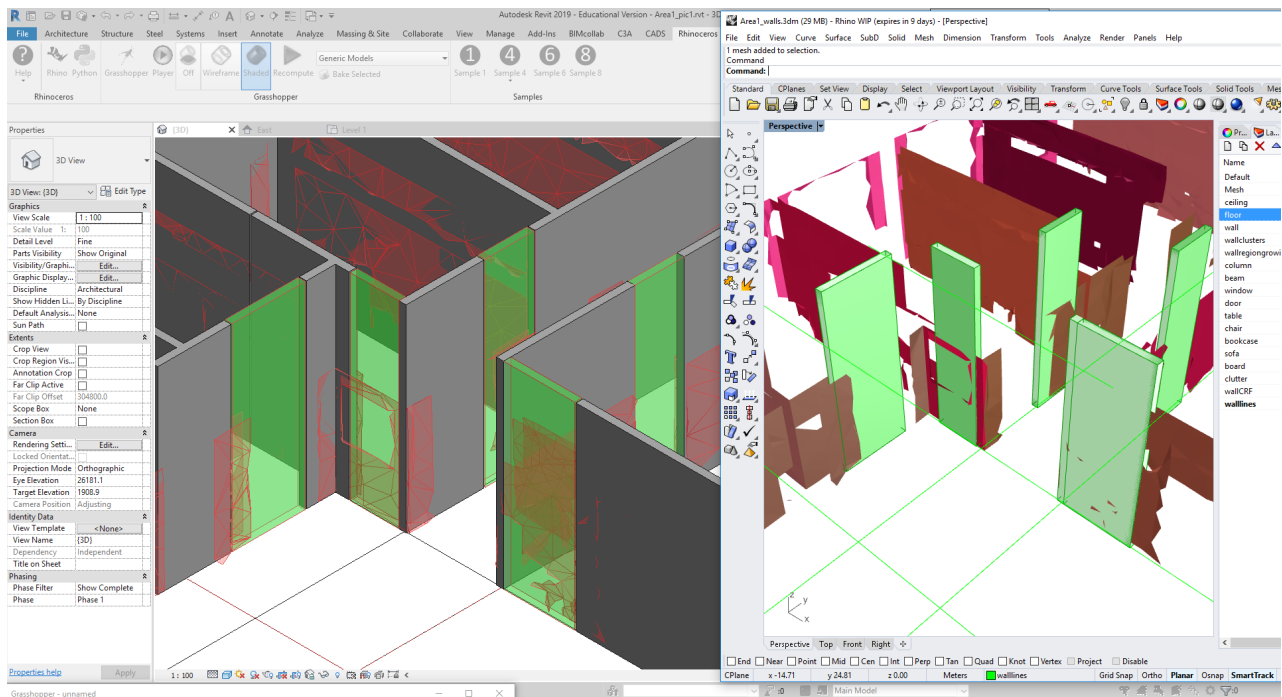 Autodesk Revit 2019 - Educational Version - Area1_pic1.rvt - 3D
File Architecture Structure Steel Systems Insert Annotate Analyze Massing & Site Collaborate View Manage Add-Ins BIMcollab C3A CADS Rhinoceros
Help Rhino Python Grasshopper Player Off Wireframe Shaded Recompute
Generic Models
Bake Selected
Sample 1 Sample 4 Sample 6 Sample 8
1 4 6 8
Rhinoceros Grasshopper Samples
Properties
{3D} East Level 1
3D View
3D View: {3D} Edit Type
Graphics
View Scale 1 : 100
Scale Value 1: 100
Detail Level Fine
Parts Visibility Show Original
Visibility/Graphi... Edit...
Graphic Display... Edit...
Discipline Architectural
Show Hidden Li... By Discipline
Default Analysis... None
Sun Path
Extents
Crop View
Crop Region Vis...
Annotation Crop
Far Clip Active
Far Clip Offset 304800.0
Scope Box None
Section Box
Camera
Rendering Setti... Edit...
Locked Orientat...
Projection Mode Orthographic
Eye Elevation 26181.1
Target Elevation 1908.9
Camera Position Adjusting
Identity Data
View Template <None>
View Name {3D}
Dependency Independent
Title on Sheet
Phasing
Phase Filter Show Complete
Phase Phase 1
Properties help Apply
1 : 100
Grasshopper - unnamed
:0 Main Model :0
Area1_walls.3dm (29 MB) - Rhino WIP (expires in 9 days) - [Perspective]
File Edit View Curve Surface SubD Solid Mesh Dimension Transform Tools Analyze Render Panels Help
1 mesh added to selection.
Command
Command:
Standard CPlanes Set View Display Select Viewport Layout Visibility Transform Curve Tools Surface Tools Solid Tools Mes
Perspective
Pr... La...
Name
Default
Mesh
ceiling
floor
wall
wallclusters
wallregiongrowi
column
beam
window
door
table
chair
bookcase
sofa
board
clutter
wallCRF
walllines
z
y
x
Perspective Top Front Right
End Near Point Mid Cen Int Perp Tan Quad Knot Vertex Project Disable
CPlane x -14.71 y 24.81 z 0.00 Meters walllines Grid Snap Ortho Planar Osnap SmartTrack